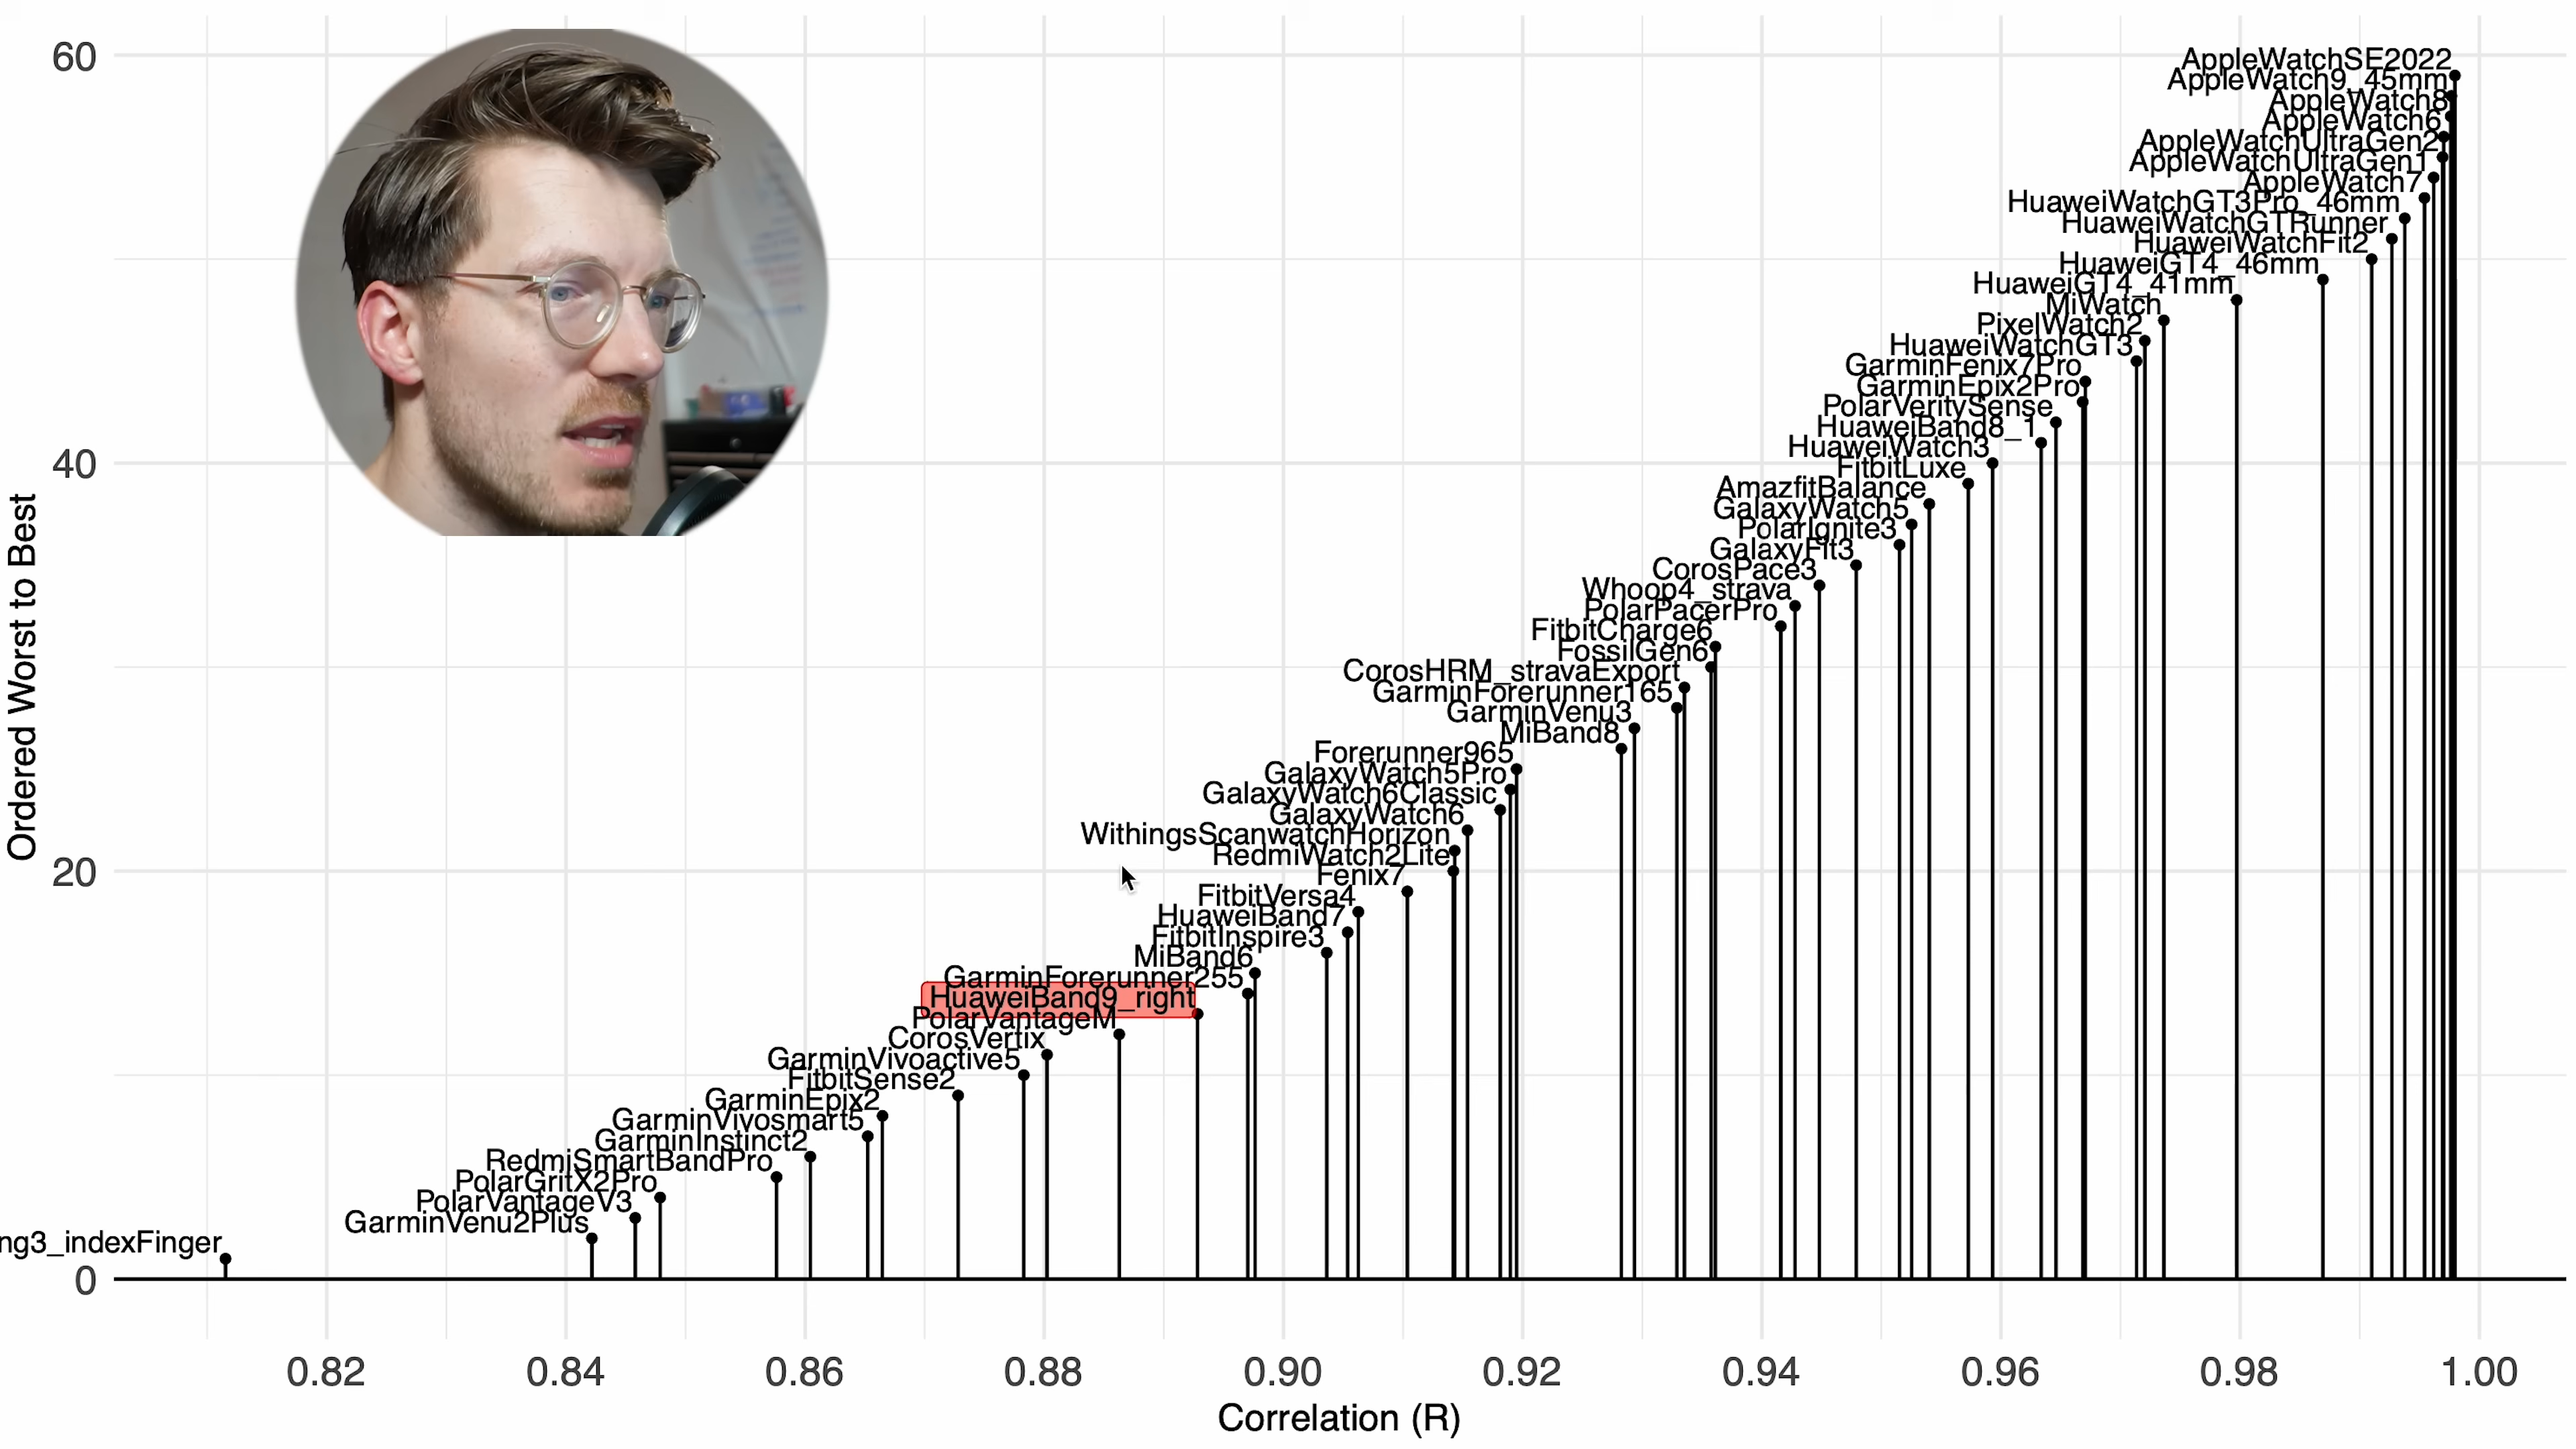 60
AppleWatchSE2022
AppleWatch9_45mm
AppleWatch8
AppleWatch6
AppleWatchUltraGen2
AppleWatchUltraGen1
AppleWatch7
HuaweiWatchGT3Pro_46mm
HuaweiWatchGTRunner
HuaweiWatchFit2
HuaweiGT4_46mm
HuaweiGT4_41mm
MiWatch
PixelWatch2
HuaweiWatchGT3
GarminFenix7Pro
GarminEpix2Pro
PolarVeritySense
HuaweiBand8_1
HuaweiWatch3
40
FitbitLuxe
AmazfitBalance
GalaxyWatch5
PolarIgnite3
GalaxyFit3
CorosPace3
Whoop4_strava
PolarPacerPro
FitbitCharge6
FossilGen6
CorosHRM_stravaExport
GarminForerunner165
GarminVenu3
MiBand8
Ordered Worst to Best
Forerunner965
GalaxyWatch5Pro
GalaxyWatch6Classic
GalaxyWatch6
WithingsScanwatchHorizon
RedmiWatch2Lite
20
Fenix7
FitbitVersa4
HuaweiBand7
FitbitInspire3
MiBand6
GarminForerunner255
HuaweiBand9_right
PolarVantageM
CorosVertix
GarminVivoactive5
FitbitSense2
GarminEpix2
GarminVivosmart5
GarminInstinct2
RedmiSmartBandPro
PolarGritX2Pro
PolarVantageV3
GarminVenu2Plus
ng3_indexFinger
0
0.82 0.84 0.86 0.88 0.90 0.92 0.94 0.96 0.98 1.00
Correlation (R)